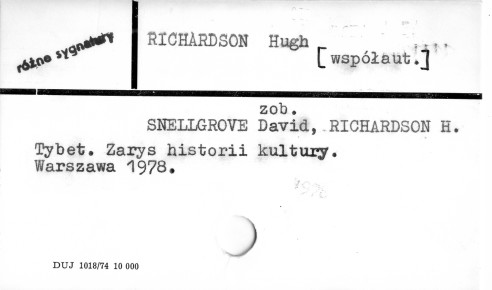 różne sygnatury
RICHARDSON Hugh
[współaut.]
zob.
SNELLGROVE David, RICHARDSON H.
Tybet. Zarys historii kultury.
Warszawa 1978.
DUJ 1018/74 10 000